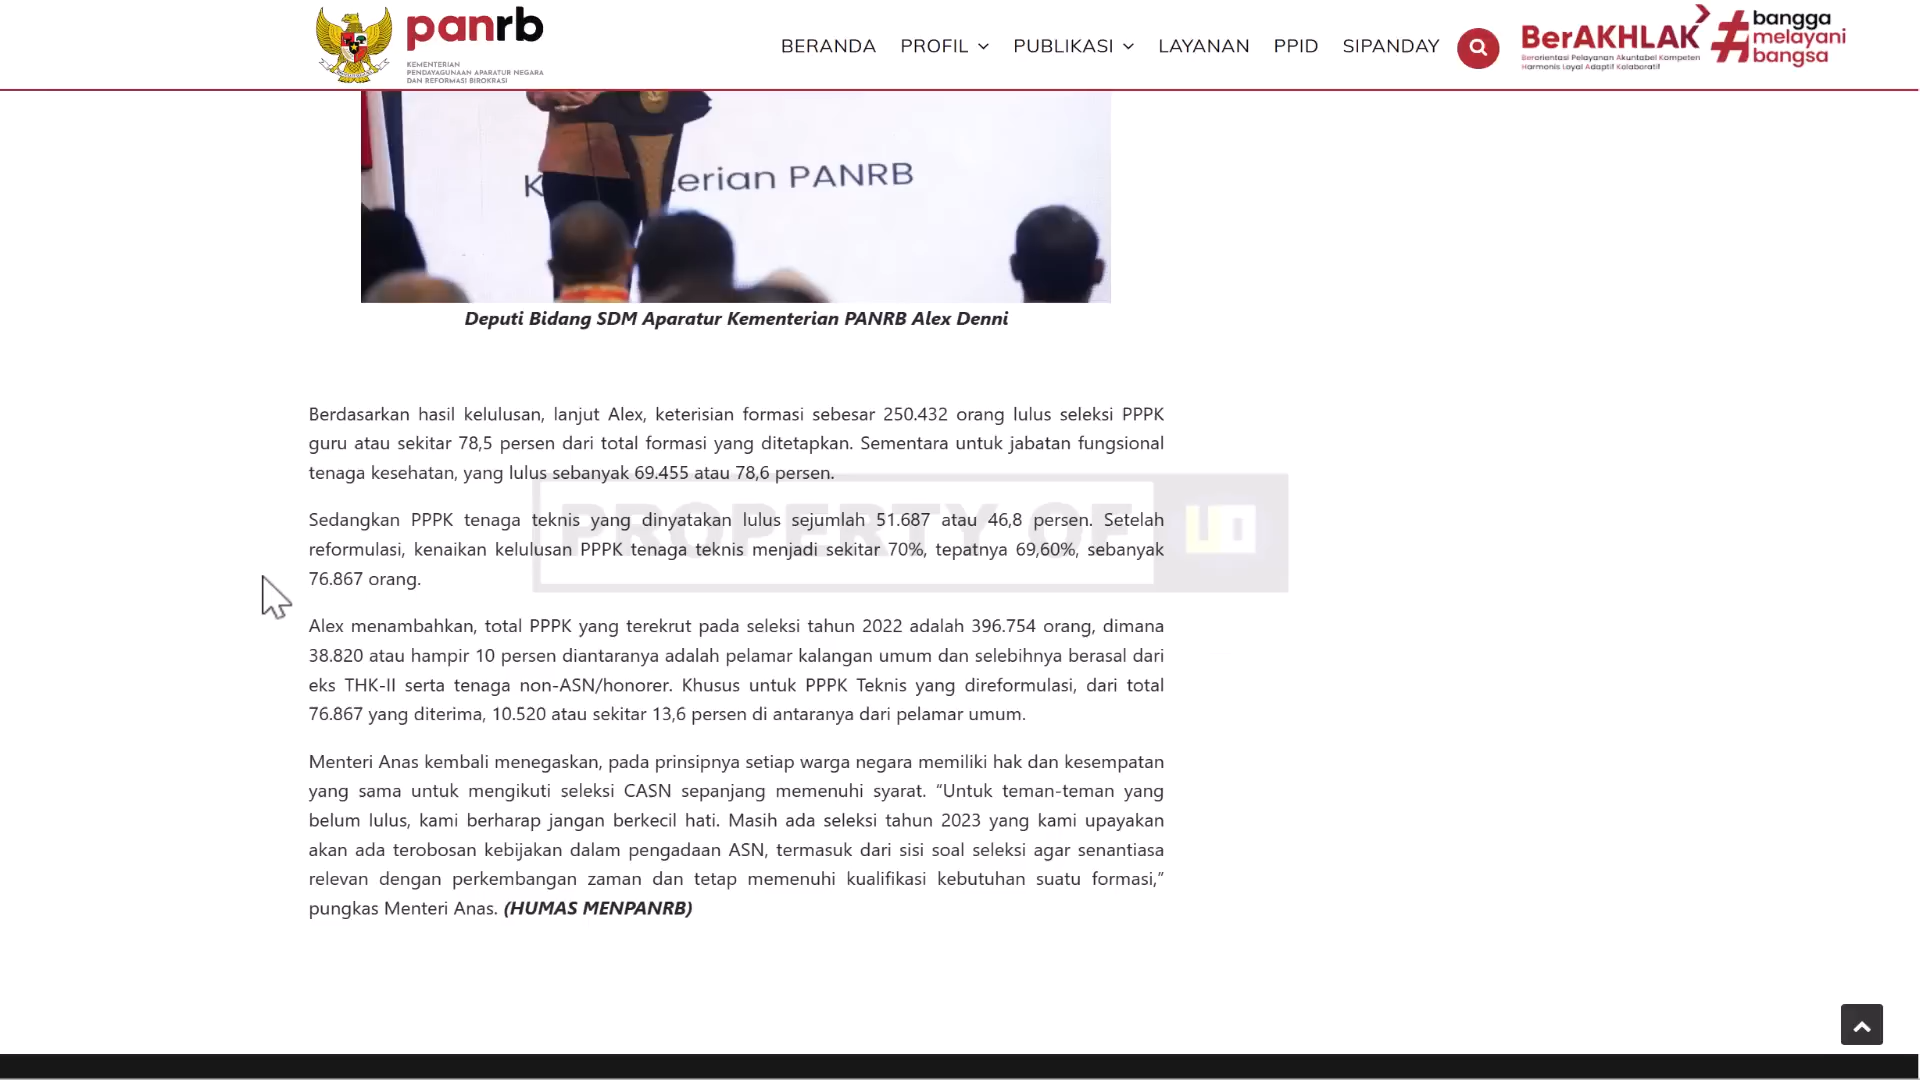 panrb
KEMENTERIAN
PENDAYAGUNAAN APARATUR NEGARA
DAN REFORMASI BIROKRASI
BERANDA PROFIL PUBLIKASI LAYANAN PPID SIPANDAY
BerAKHLAK
Berorientasi Pelayanan Akuntabel Kompeten
Harmonis Loyal Adaptif Kolaboratif
#bangga
melayani
bangsa
K terian PANRB
Deputi Bidang SDM Aparatur Kementerian PANRB Alex Denni
Berdasarkan hasil kelulusan, lanjut Alex, keterisian formasi sebesar 250.432 orang lulus seleksi PPPK
guru atau sekitar 78,5 persen dari total formasi yang ditetapkan. Sementara untuk jabatan fungsional
tenaga kesehatan, yang lulus sebanyak 69.455 atau 78,6 persen.
PROPERTY OF UD
Sedangkan PPPK tenaga teknis yang dinyatakan lulus sejumlah 51.687 atau 46,8 persen. Setelah
reformulasi, kenaikan kelulusan PPPK tenaga teknis menjadi sekitar 70%, tepatnya 69,60%, sebanyak
76.867 orang.
Alex menambahkan, total PPPK yang terekrut pada seleksi tahun 2022 adalah 396.754 orang, dimana
38.820 atau hampir 10 persen diantaranya adalah pelamar kalangan umum dan selebihnya berasal dari
eks THK-II serta tenaga non-ASN/honorer. Khusus untuk PPPK Teknis yang direformulasi, dari total
76.867 yang diterima, 10.520 atau sekitar 13,6 persen di antaranya dari pelamar umum.
Menteri Anas kembali menegaskan, pada prinsipnya setiap warga negara memiliki hak dan kesempatan
yang sama untuk mengikuti seleksi CASN sepanjang memenuhi syarat. “Untuk teman-teman yang
belum lulus, kami berharap jangan berkecil hati. Masih ada seleksi tahun 2023 yang kami upayakan
akan ada terobosan kebijakan dalam pengadaan ASN, termasuk dari sisi soal seleksi agar senantiasa
relevan dengan perkembangan zaman dan tetap memenuhi kualifikasi kebutuhan suatu formasi,”
pungkas Menteri Anas. (HUMAS MENPANRB)